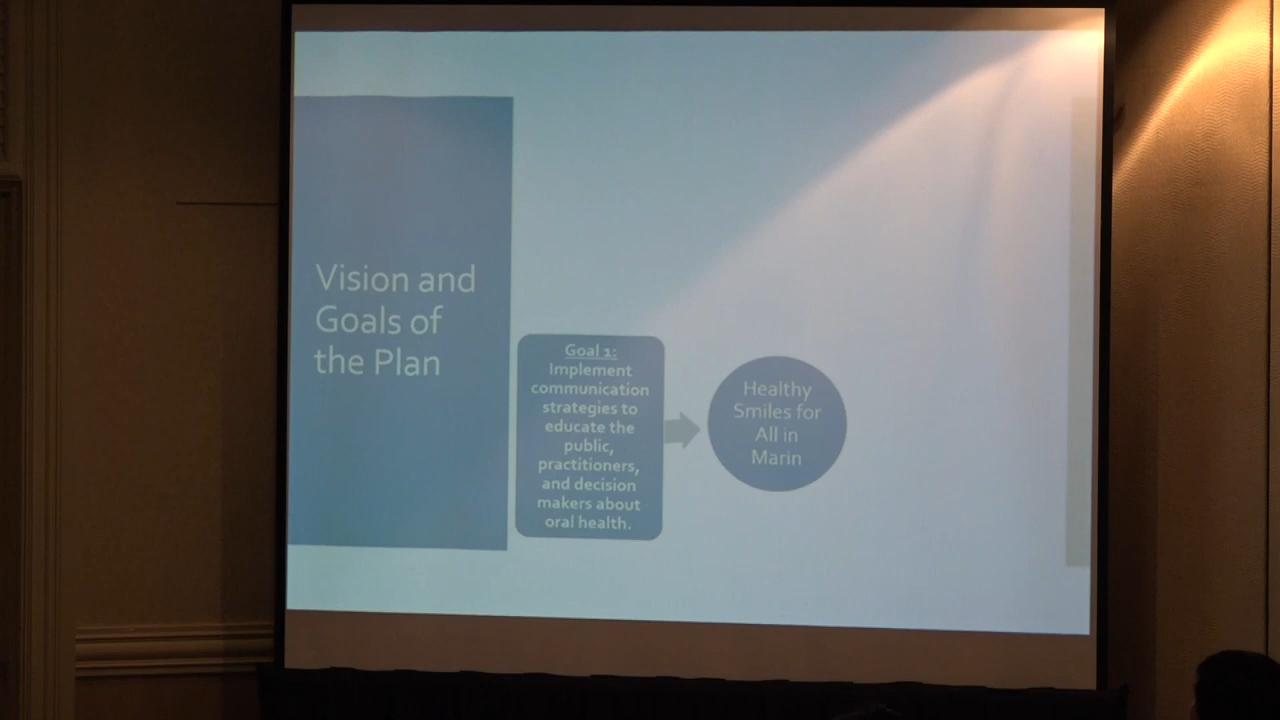 Vision and
Goals of
the Plan
Goal 1:
Implement
communication
strategies to
educate the
public,
practitioners,
and decision
makers about
oral health.
Healthy
Smiles for
All in
Marin